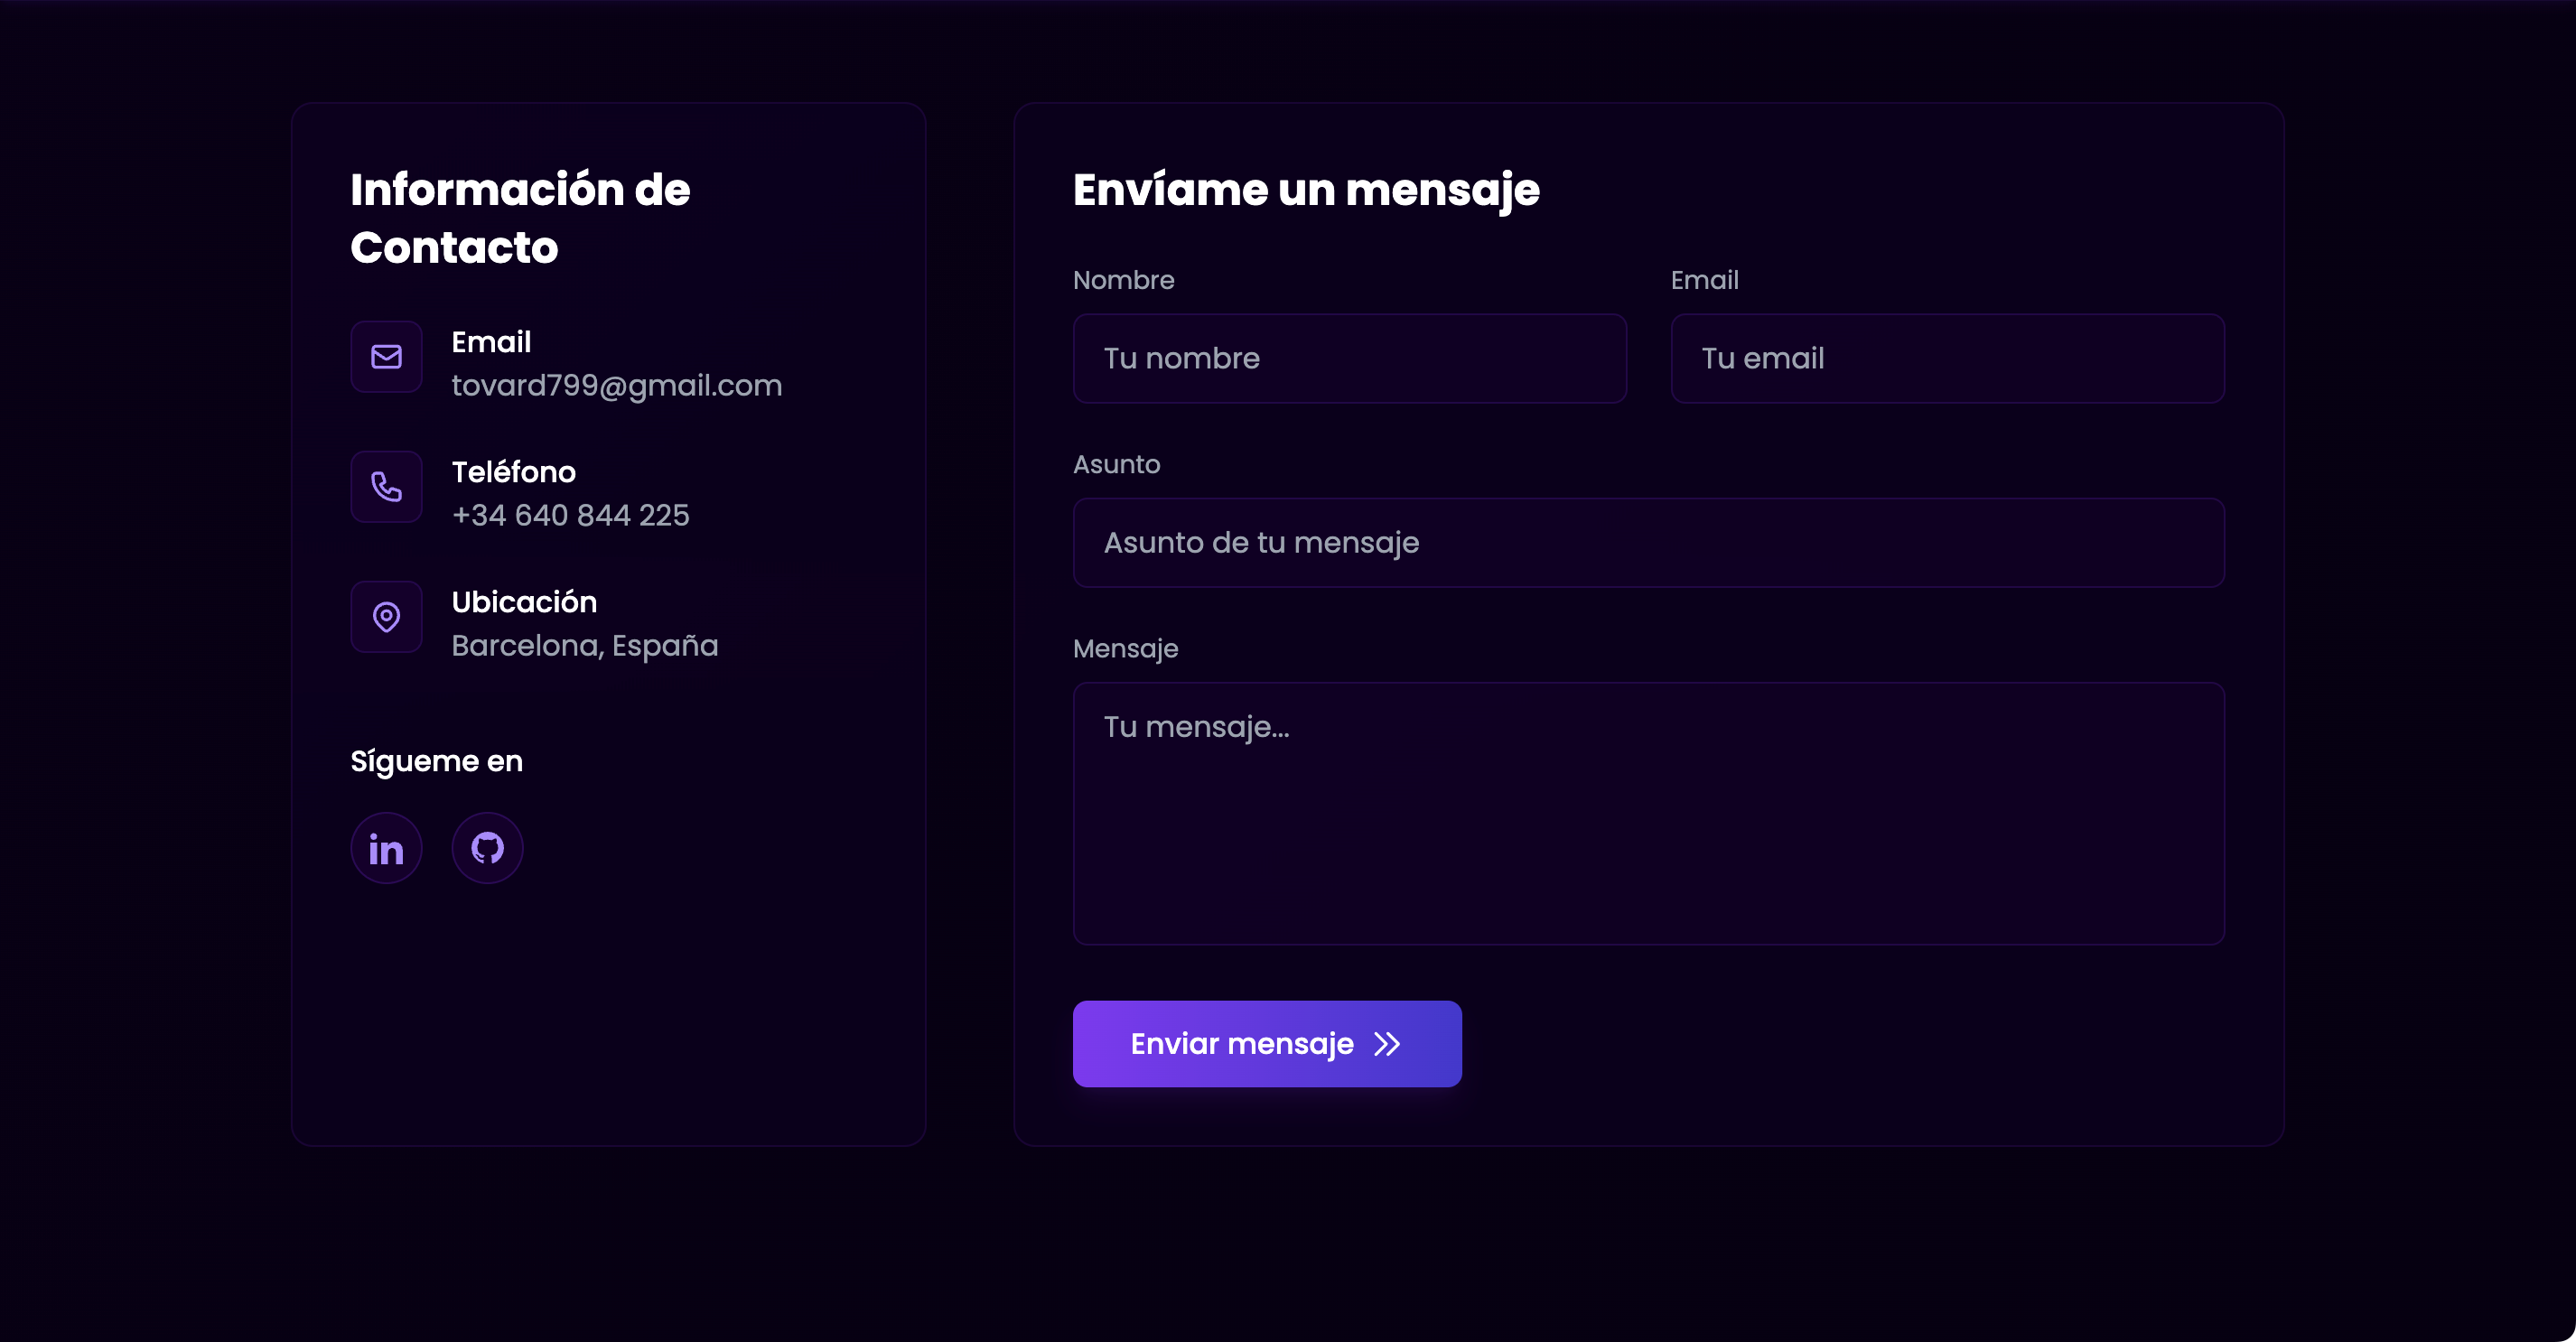 Información de
Contacto
Email
tovard799@gmail.com
Teléfono
+34 640 844 225
Ubicación
Barcelona, España
Sígueme en
in
Envíame un mensaje
Nombre
Email
Tu nombre
Tu email
Asunto
Asunto de tu mensaje
Mensaje
Tu mensaje...
Enviar mensaje